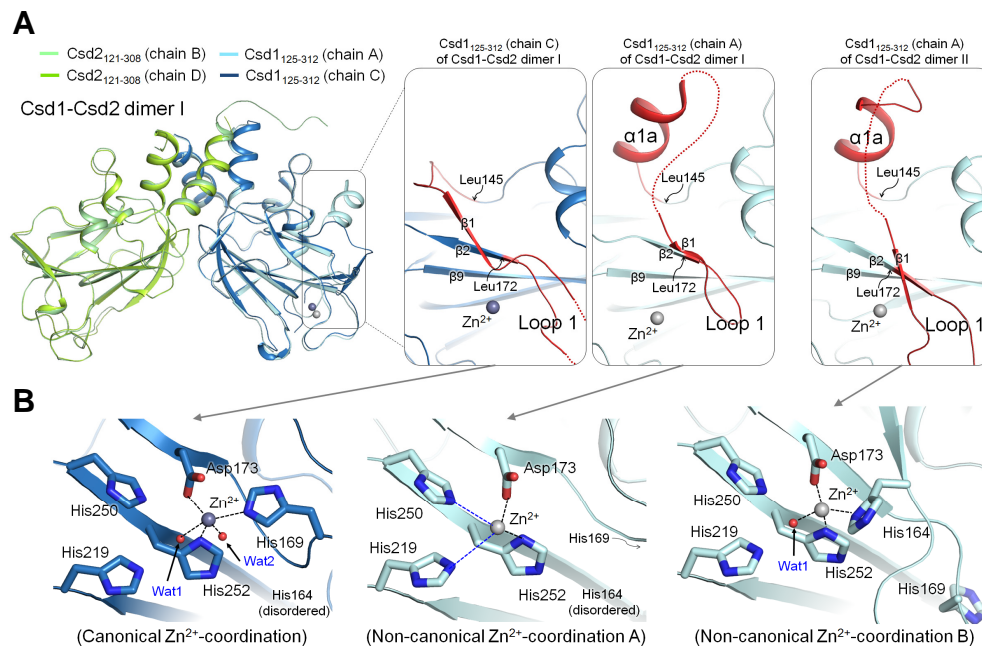 A
Csd2121-308 (chain B)
Csd1125-312 (chain A)
Csd2121-308 (chain D)
Csd1125-312 (chain C)
Csd1-Csd2 dimer I
Csd1125-312 (chain C)
of Csd1-Csd2 dimer I
Leu145
β1
β2
β9
Leu172
Zn2+
Loop 1
Csd1125-312 (chain A)
of Csd1-Csd2 dimer I
α1a
Leu145
β1
β2
β9
Leu172
Zn2+
Loop 1
Csd1125-312 (chain A)
of Csd1-Csd2 dimer II
α1a
Leu145
β2
β1
β9
Leu172
Zn2+
Loop 1
B
Asp173
Zn2+
His250
His169
His219
Wat1
Wat2
His252
His164
(disordered)
(Canonical Zn2+-coordination)
Asp173
His250
Zn2+
His219
His169
His252
His164
(disordered)
(Non-canonical Zn2+-coordination A)
Asp173
Zn2+
His250
His164
His219
Wat1
His252
His169
(Non-canonical Zn2+-coordination B)